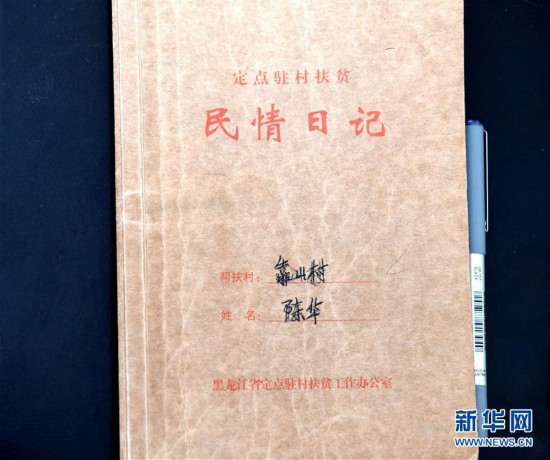 定点驻村扶贫
民情日记
帮扶村：靠山村
姓 名：陈华
黑龙江省定点驻村扶贫工作办公室
新华网
WWW.NEWS.CN